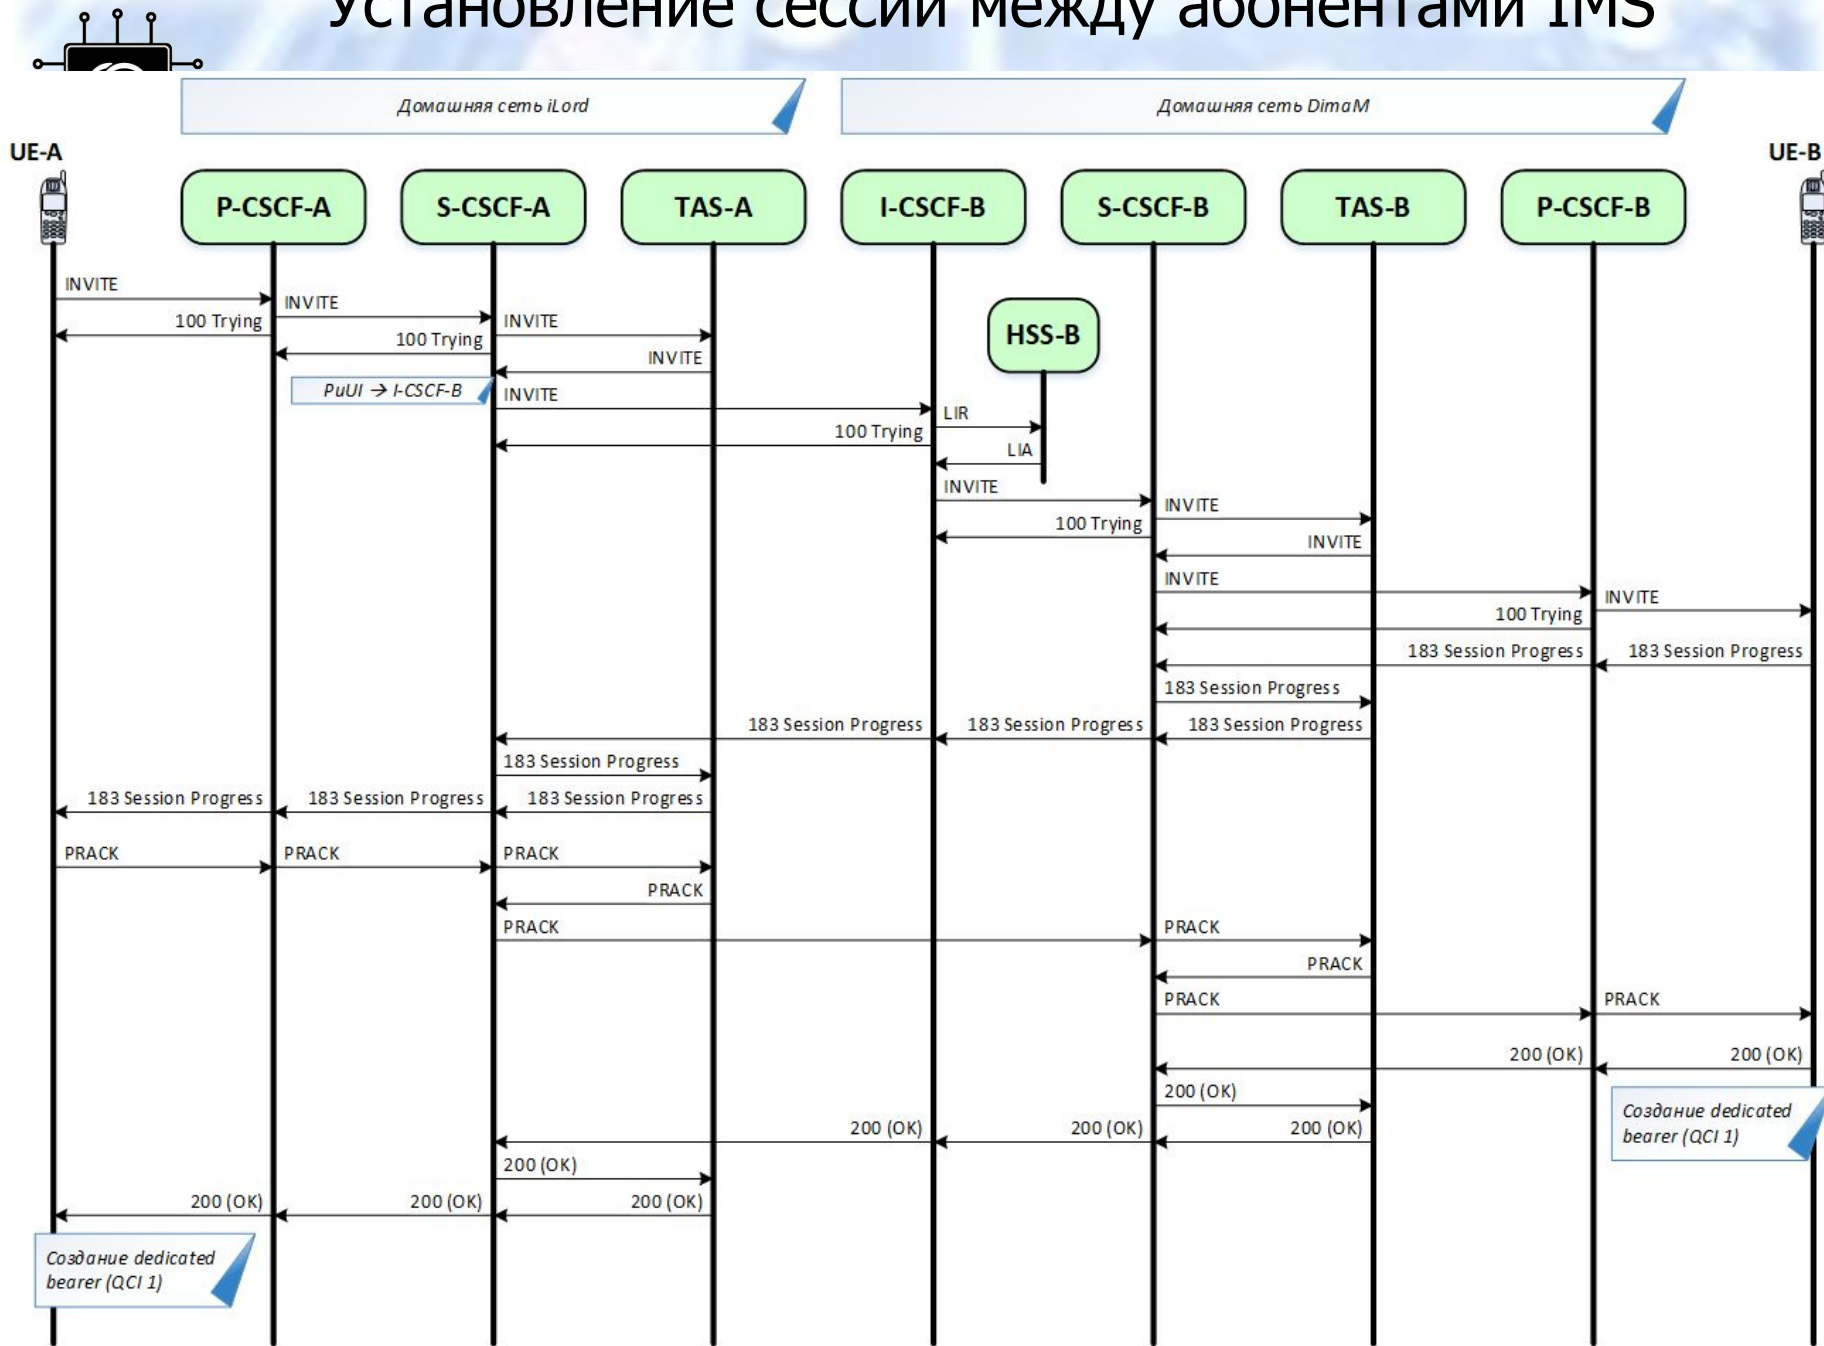 Установление сессии между абонентами IMS
Домашняя сеть iLord
Домашняя сеть DimaM
UE-A
UE-B
P-CSCF-A
S-CSCF-A
TAS-A
I-CSCF-B
S-CSCF-B
TAS-B
P-CSCF-B
INVITE
INVITE
100 Trying
INVITE
100 Trying
HSS-B
INVITE
PuUI → I-CSCF-B
INVITE
LIR
100 Trying
LIA
INVITE
INVITE
100 Trying
INVITE
INVITE
INVITE
100 Trying
183 Session Progress
183 Session Progress
183 Session Progress
183 Session Progress
183 Session Progress
183 Session Progress
183 Session Progress
183 Session Progress
183 Session Progress
183 Session Progress
PRACK
PRACK
PRACK
PRACK
PRACK
PRACK
PRACK
PRACK
PRACK
200 (OK)
200 (OK)
200 (OK)
Создание dedicated
bearer (QCI 1)
200 (OK)
200 (OK)
200 (OK)
200 (OK)
200 (OK)
200 (OK)
200 (OK)
Создание dedicated
bearer (QCI 1)